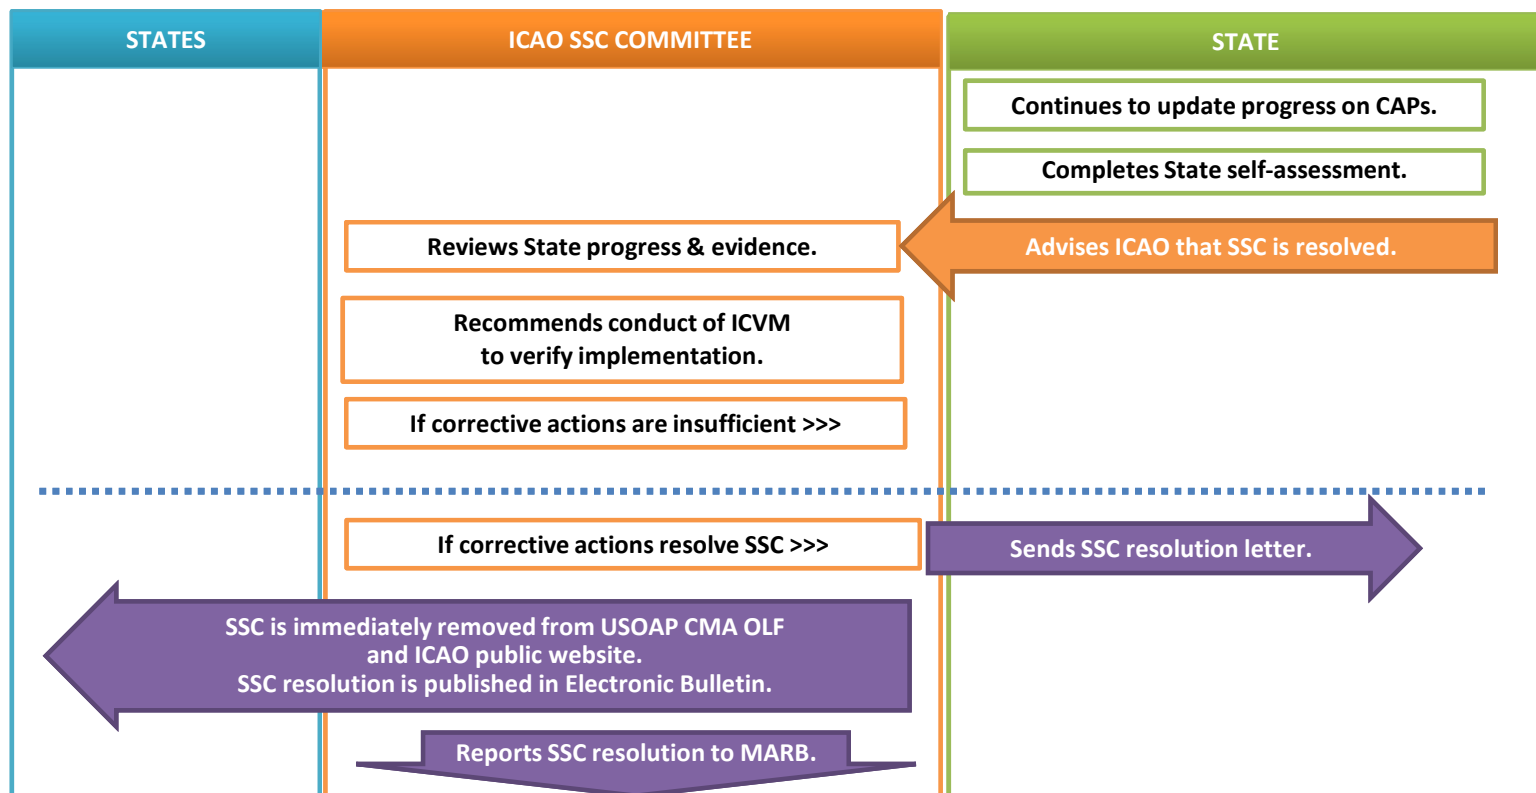 STATES
ICAO SSC COMMITTEE
STATE
Continues to update progress on CAPs.
Completes State self-assessment.
Reviews State progress & evidence.
Advises ICAO that SSC is resolved.
Recommends conduct of ICVM
to verify implementation.
If corrective actions are insufficient >>>
If corrective actions resolve SSC >>>
Sends SSC resolution letter.
SSC is immediately removed from USOAP CMA OLF
and ICAO public website.
SSC resolution is published in Electronic Bulletin.
Reports SSC resolution to MARB.